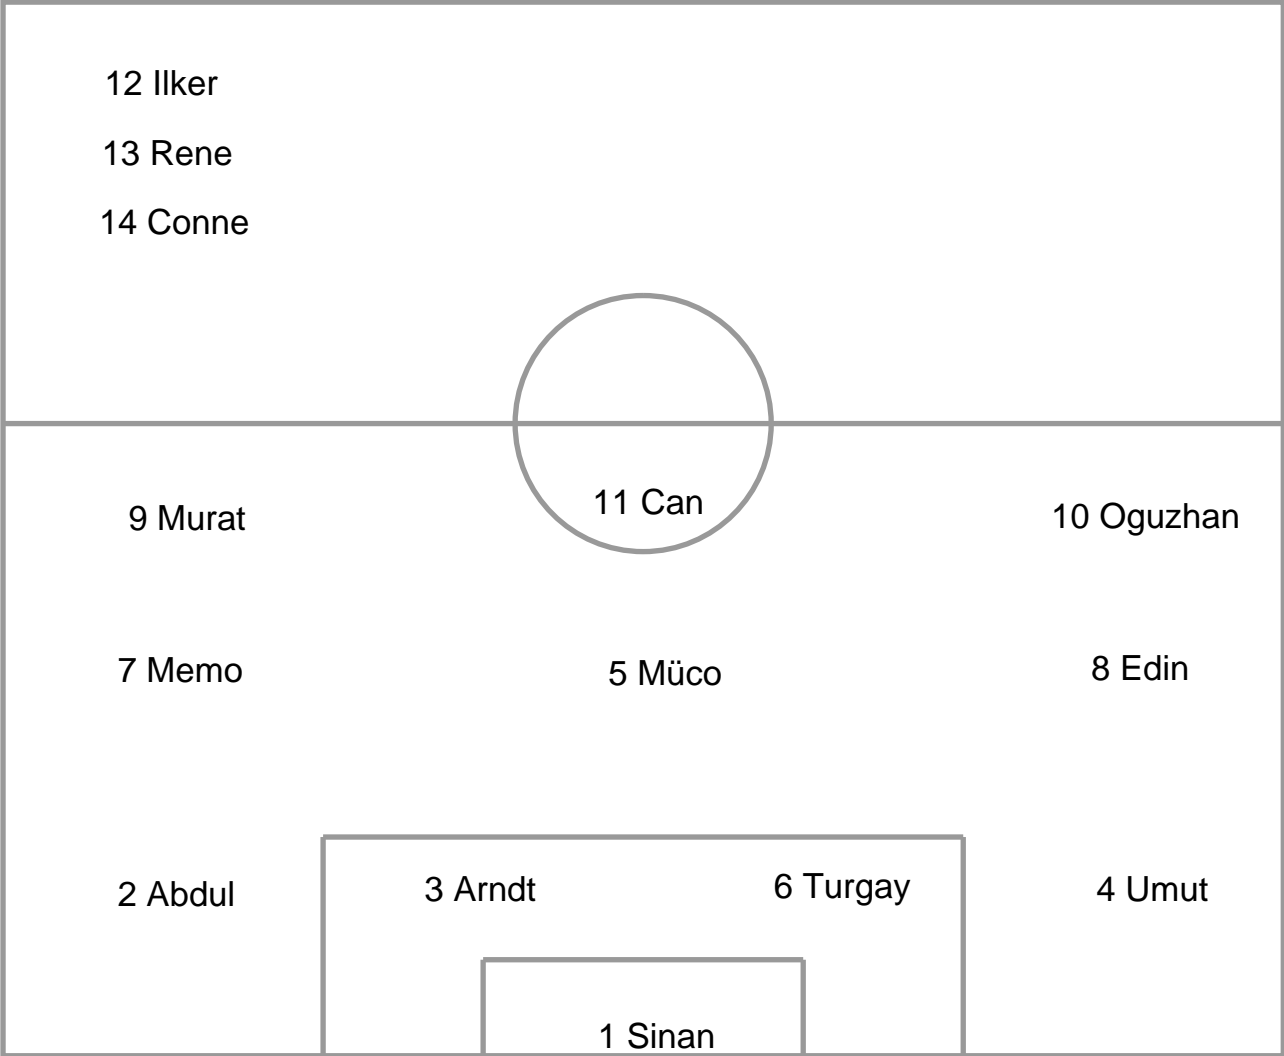 12 Ilker
13 Rene
14 Conne
9 Murat
11 Can
10 Oguzhan
7 Memo
5 Müco
8 Edin
2 Abdul
3 Arndt
6 Turgay
4 Umut
1 Sinan